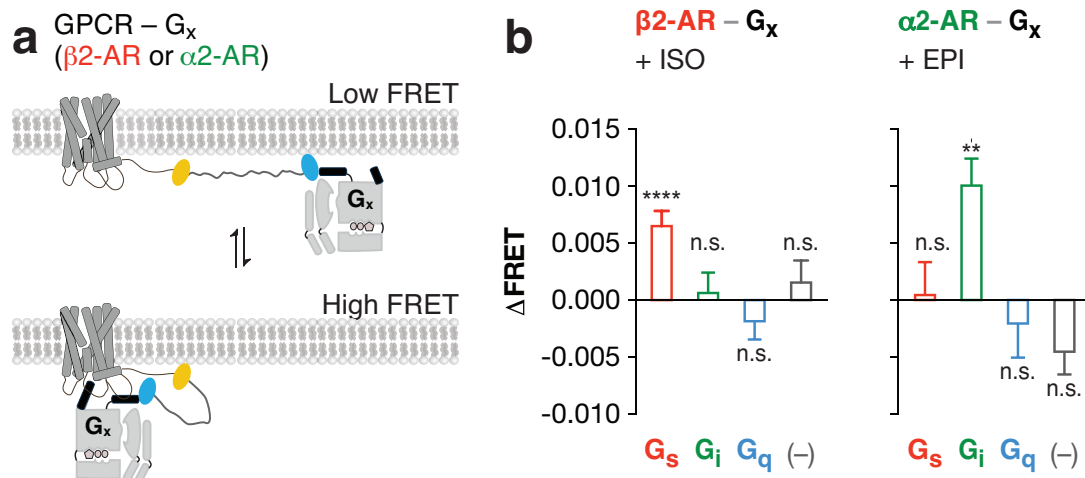 a
GPCR – Gx
(β2-AR or α2-AR)
Low FRET
Gx
High FRET
Gx
b
β2-AR – Gx
+ ISO
α2-AR – Gx
+ EPI
ΔFRET
0.015
0.010
0.005
0.000
-0.005
-0.010
****
n.s.
n.s.
n.s.
Gs Gi Gq (–)
n.s.
**
n.s.
n.s.
Gs Gi Gq (–)